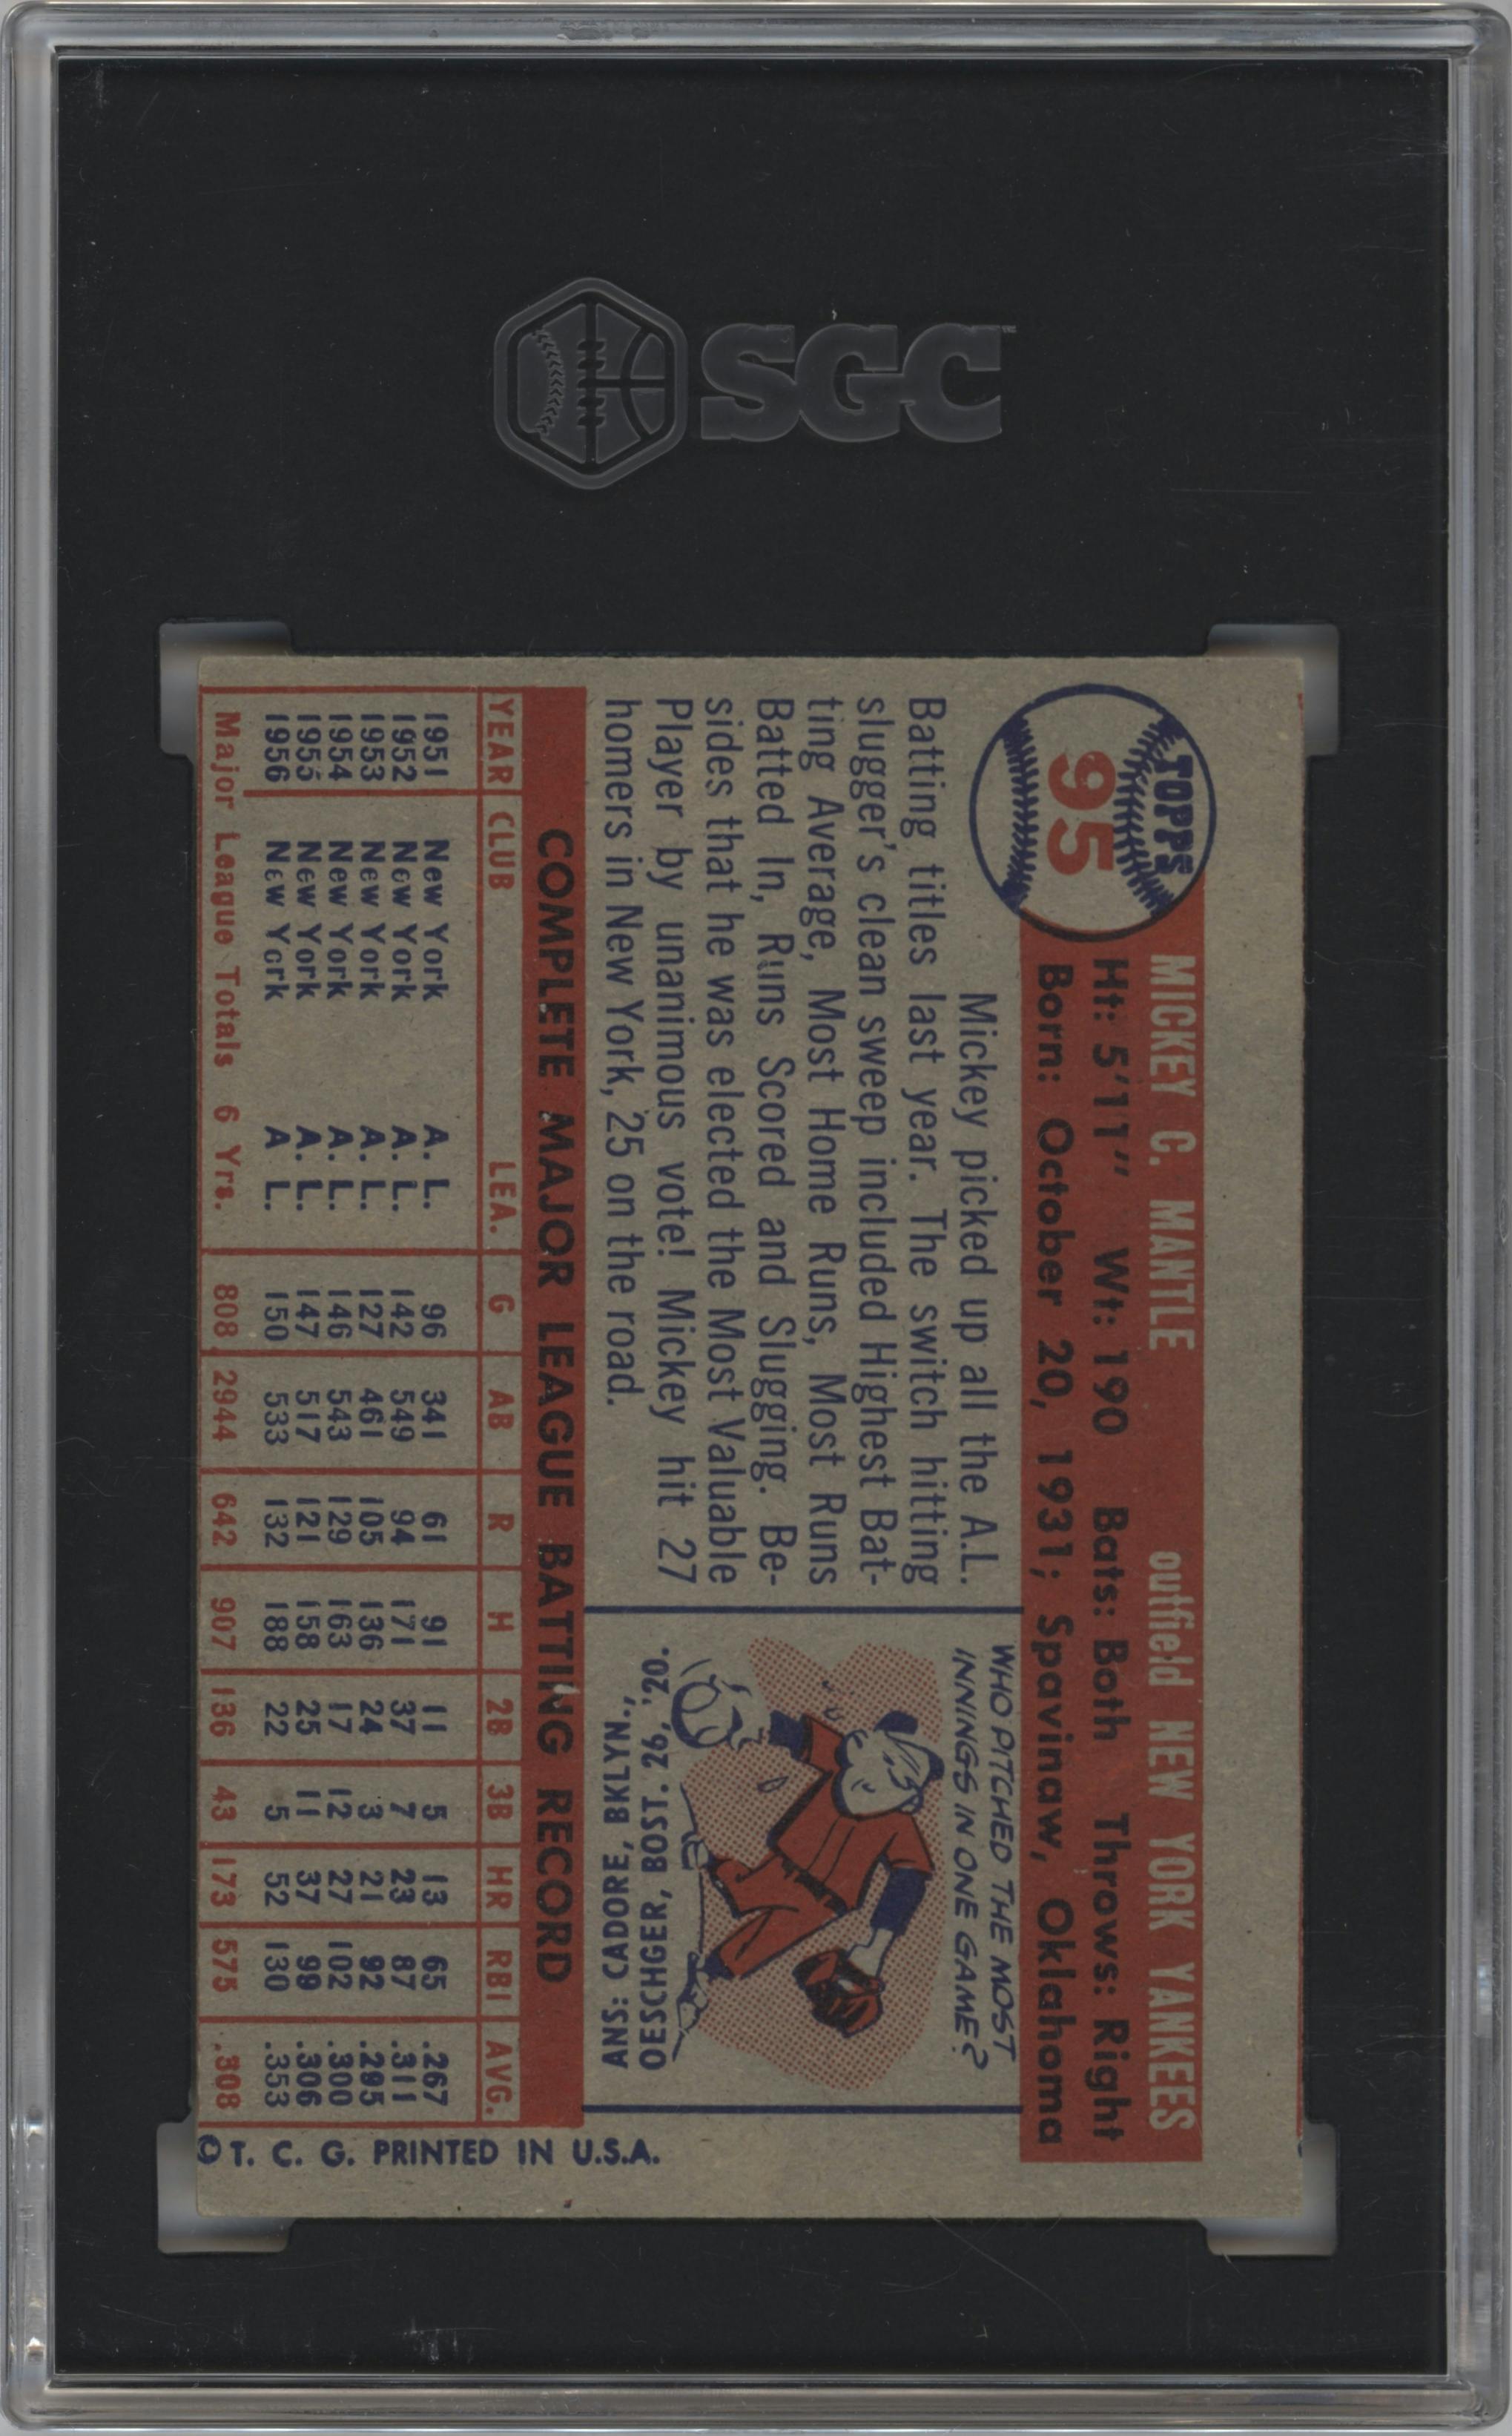 SGC™
TOPPS
95
MICKEY C. MANTLE outfield NEW YORK YANKEES
Ht: 5'11" Wt: 190 Bats: Both Throws: Right
Born: October 20, 1931; Spavinaw, Oklahoma
Mickey picked up all the A.L.
Batting titles last year. The switch hitting
slugger's clean sweep included Highest Bat-
ting Average, Most Home Runs, Most Runs
Batted In, Runs Scored and Slugging. Be-
sides that he was elected the Most Valuable
Player by unanimous vote! Mickey hit 27
homers in New York, 25 on the road.
WHO PITCHED THE MOST
INNINGS IN ONE GAME?
ANS: CADORE, BKLYN.,
OESCHGER, BOST. 26, '20.
COMPLETE MAJOR LEAGUE BATTING RECORD
YEAR CLUB LEA. G AB R H 2B 3B HR RBI AVG.
1951 New York A. L. 96 341 61 91 11 5 13 65 .267
1952 New York A. L. 142 549 94 171 37 7 23 87 .311
1953 New York A. L. 127 461 105 136 24 3 21 92 .295
1954 New York A. L. 146 543 129 163 17 12 27 102 .300
1955 New York A. L. 147 517 121 158 25 11 37 99 .306
1956 New York A L. 150 533 132 188 22 5 52 130 .353
Major League Totals 6 Yrs. 808 2944 642 907 136 43 173 575 .308
© T. C. G. PRINTED IN U.S.A.